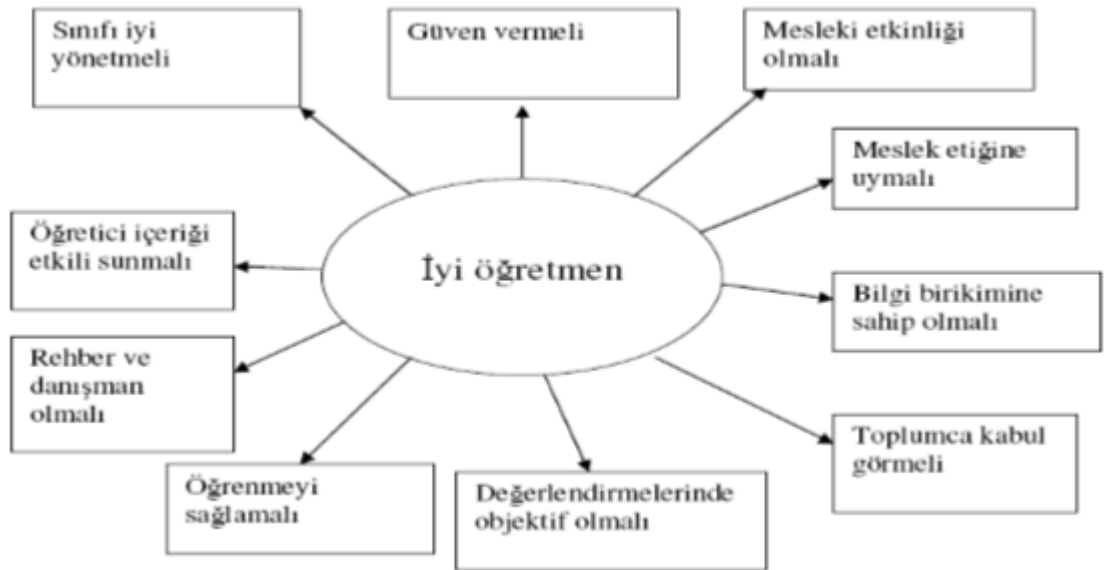 Sınıfı iyi
yönetmeli
Güven vermeli
Mesleki etkinliği
olmalı
Meslek etiğine
uymalı
Öğretici içeriği
etkili sunmalı
İyi öğretmen
Bilgi birikimine
sahip olmalı
Rehber ve
danışman
olmalı
Toplumca kabul
görmeli
Öğrenmeyi
sağlamalı
Değerlendirmelerinde
objektif olmalı